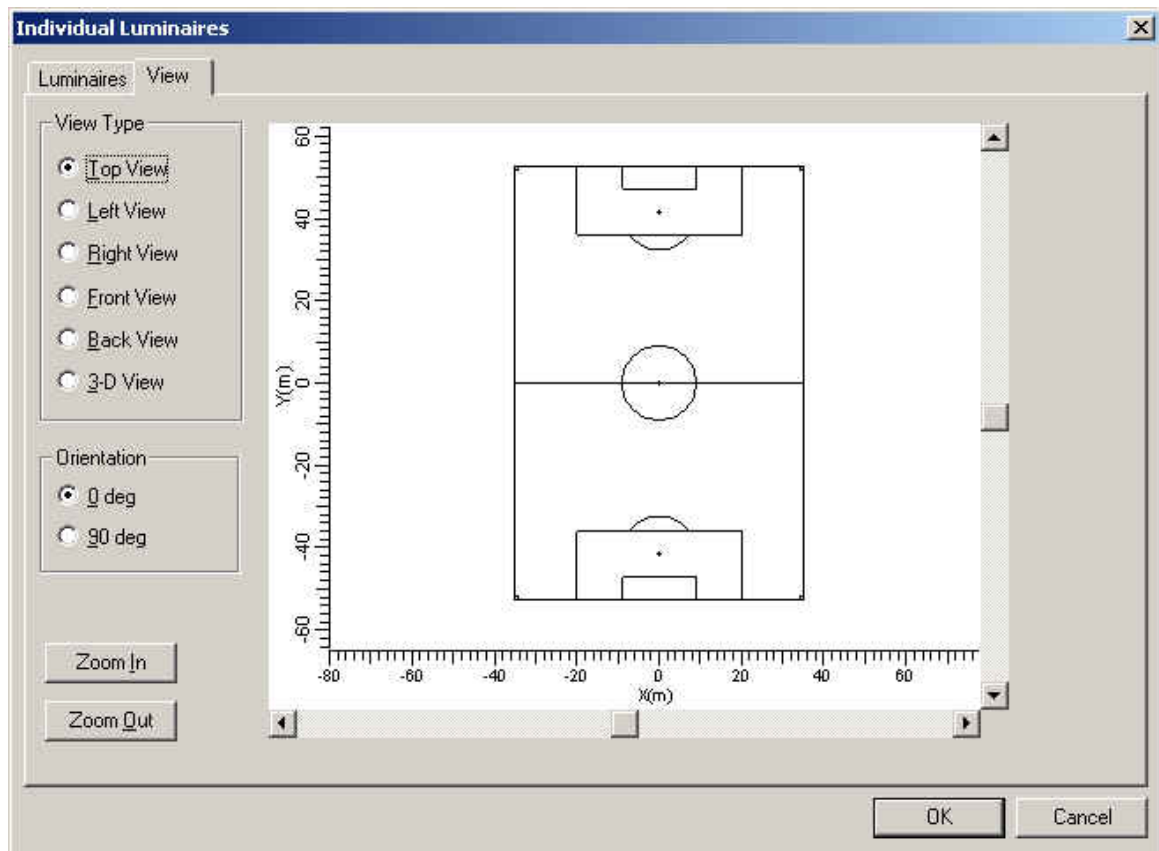 Individual Luminaires
Luminaires View
View Type
Top View
Left View
Right View
Front View
Back View
3-D View
Orientation
0 deg
90 deg
Zoom In
Zoom Out
60
40
20
0
-20
-40
-60
Y(m)
-80 -60 -40 -20 0 20 40 60
X(m)
OK Cancel